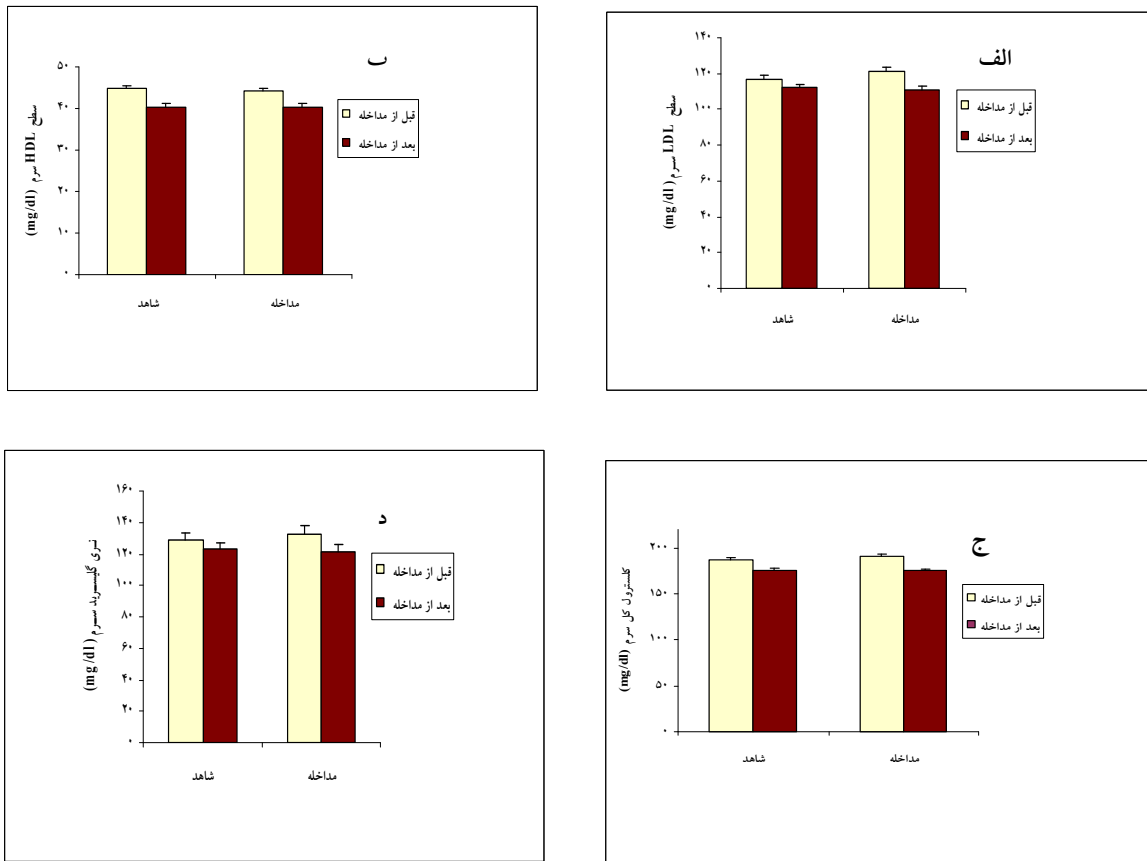 الف
سطح LDL سرم (mg/dl)
۱۴۰
۱۲۰
۱۰۰
۸۰
۶۰
۴۰
۲۰
۰
قبل از مداخله
بعد از مداخله
شاهد
مداخله
ب
سطح HDL سرم (mg/dl)
۵۰
۴۰
۳۰
۲۰
۱۰
۰
قبل از مداخله
بعد از مداخله
شاهد
مداخله
ج
کلسترول کل سرم (mg/dl)
۲۰۰
۱۵۰
۱۰۰
۵۰
۰
قبل از مداخله
بعد از مداخله
شاهد
مداخله
د
تری گلیسرید سرم (mg/dl)
۱۶۰
۱۴۰
۱۲۰
۱۰۰
۸۰
۶۰
۴۰
۲۰
۰
قبل از مداخله
بعد از مداخله
شاهد
مداخله